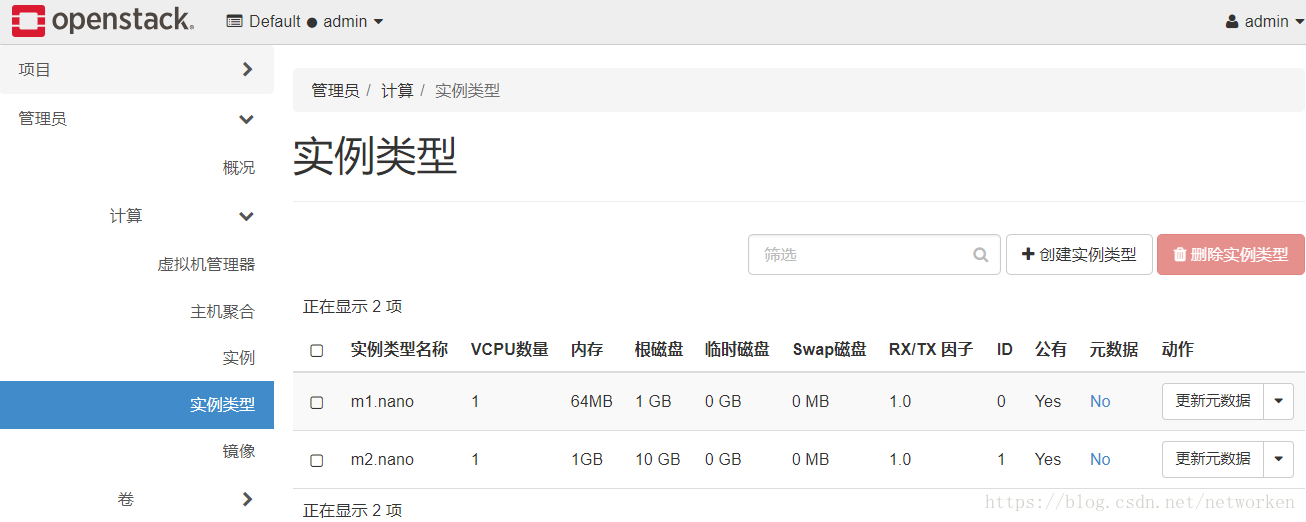 openstack. Default ● admin admin
项目
管理员
概况
计算
虚拟机管理器
主机聚合
实例
实例类型
镜像
卷
管理员 / 计算 / 实例类型
实例类型
筛选 创建实例类型 删除实例类型
正在显示 2 项
实例类型名称 VCPU数量 内存 根磁盘 临时磁盘 Swap磁盘 RX/TX 因子 ID 公有 元数据 动作
m1.nano 1 64MB 1 GB 0 GB 0 MB 1.0 0 Yes No 更新元数据
m2.nano 1 1GB 10 GB 0 GB 0 MB 1.0 1 Yes No 更新元数据
正在显示 2 项
https://blog.csdn.net/networken